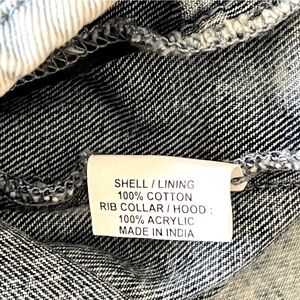 SHELL / LINING
100% COTTON
RIB COLLAR / HOOD :
100% ACRYLIC
MADE IN INDIA